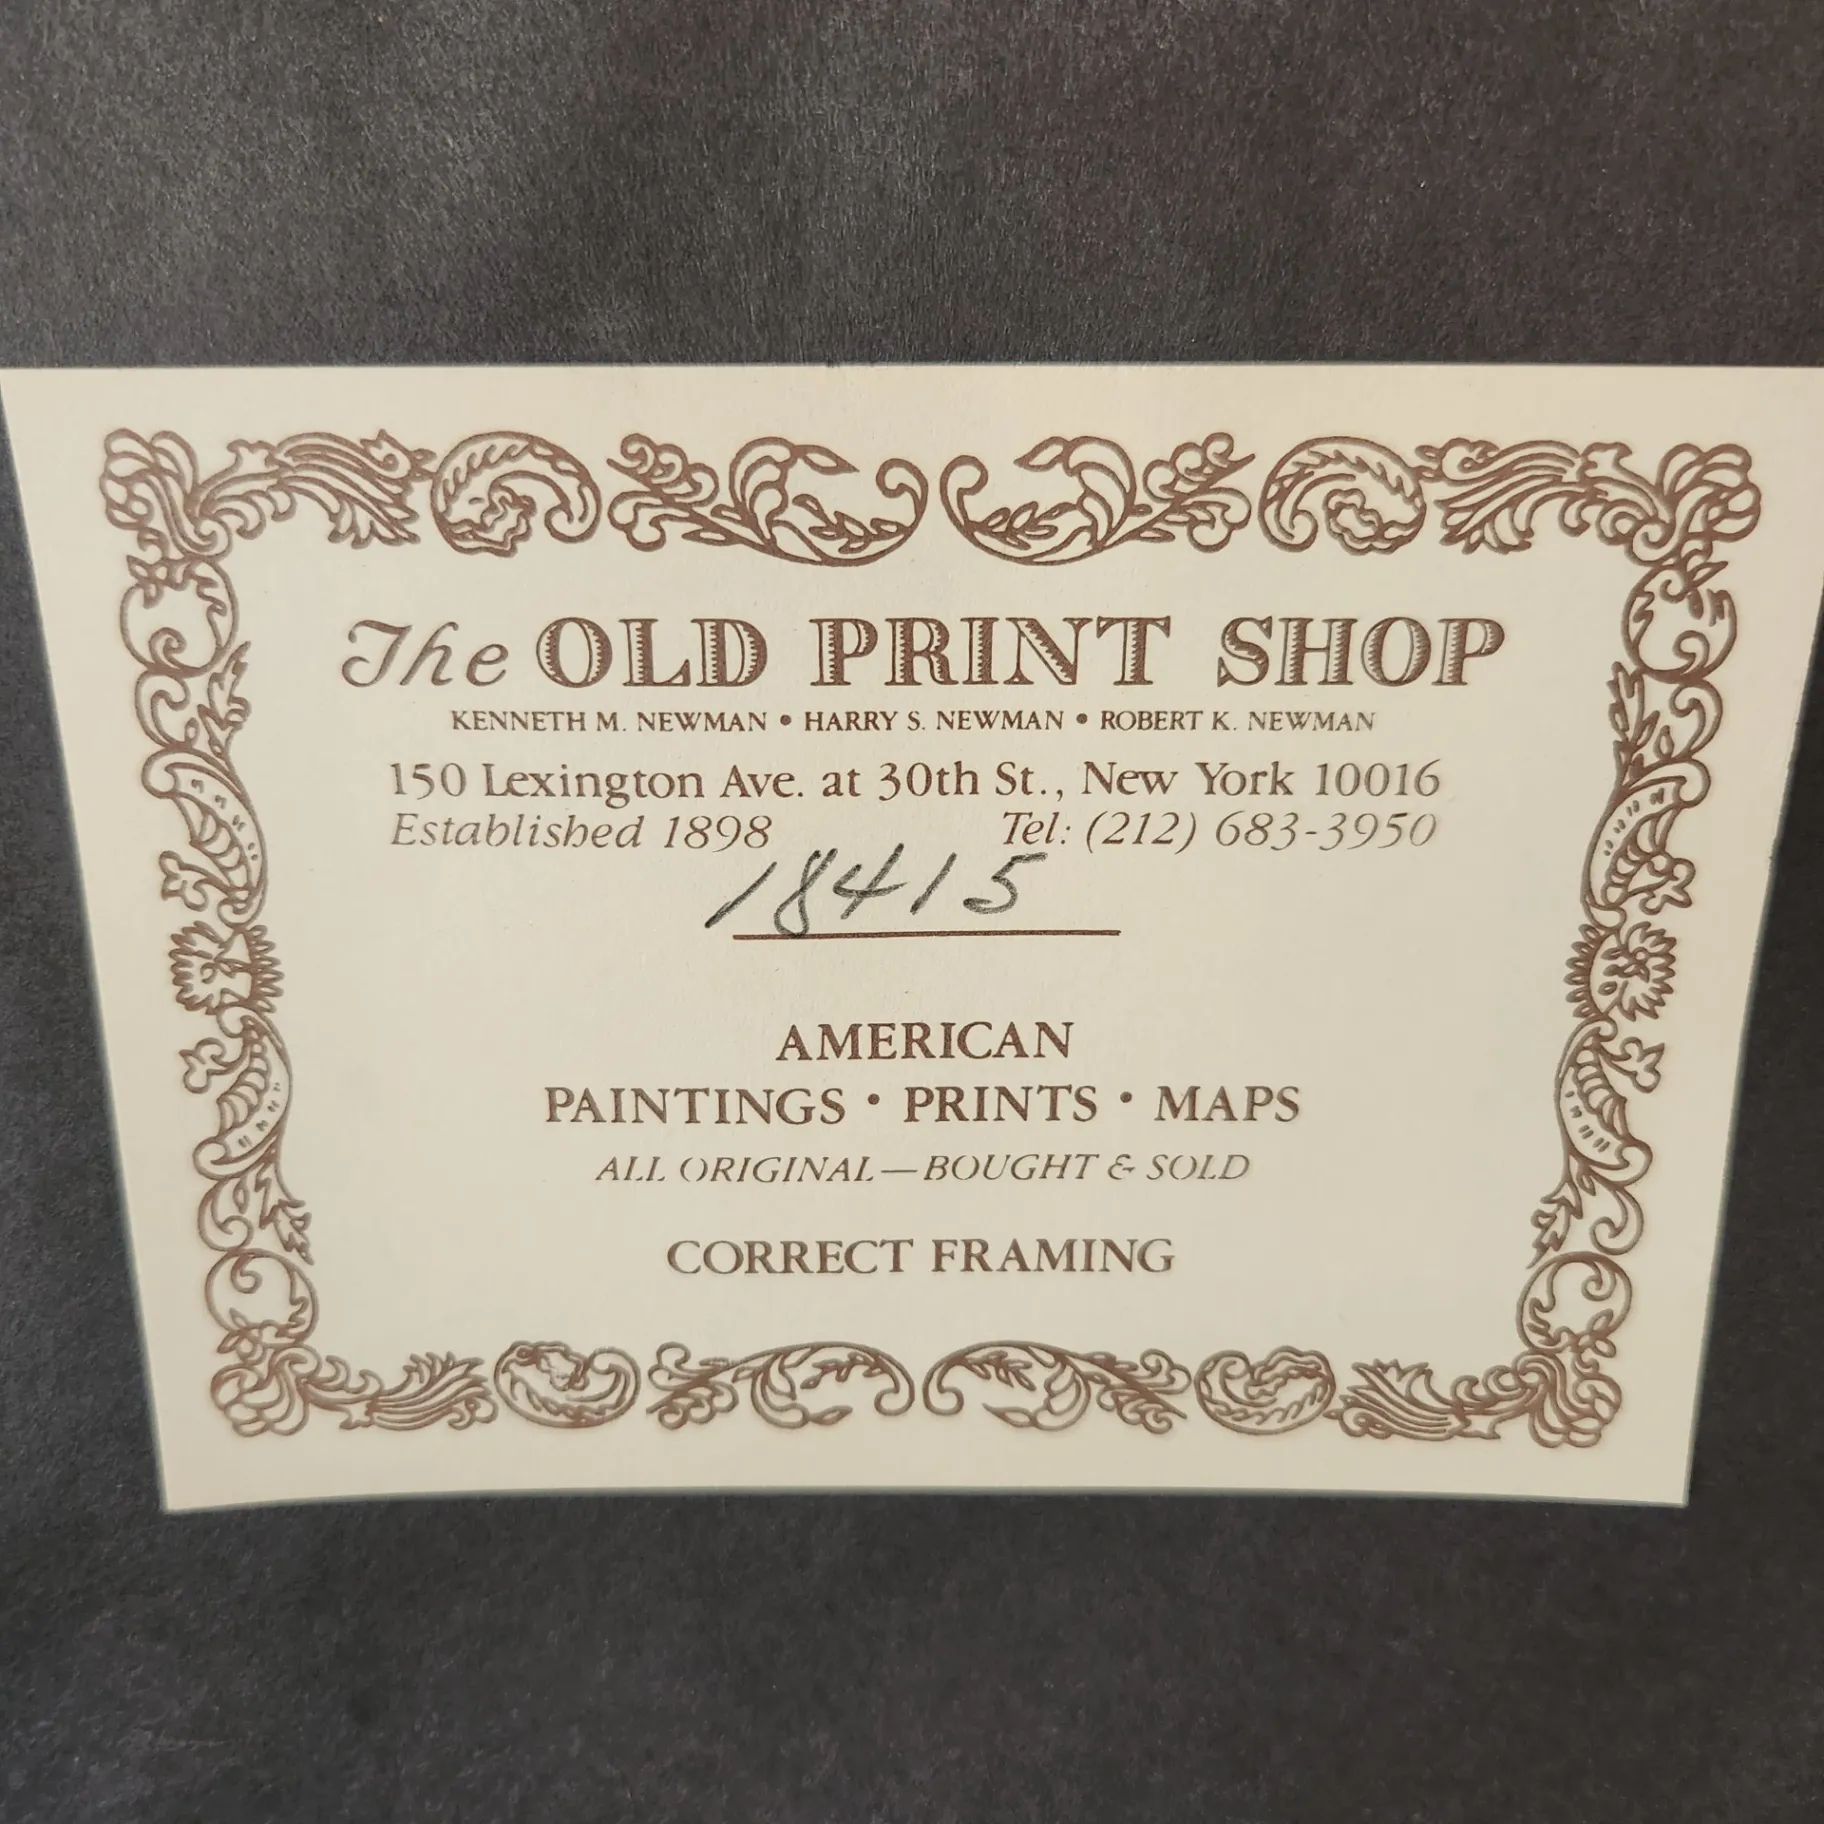 The OLD PRINT SHOP
KENNETH M. NEWMAN • HARRY S. NEWMAN • ROBERT K. NEWMAN
150 Lexington Ave. at 30th St., New York 10016
Established 1898 Tel: (212) 683-3950
18415
AMERICAN
PAINTINGS • PRINTS • MAPS
ALL ORIGINAL—BOUGHT & SOLD
CORRECT FRAMING